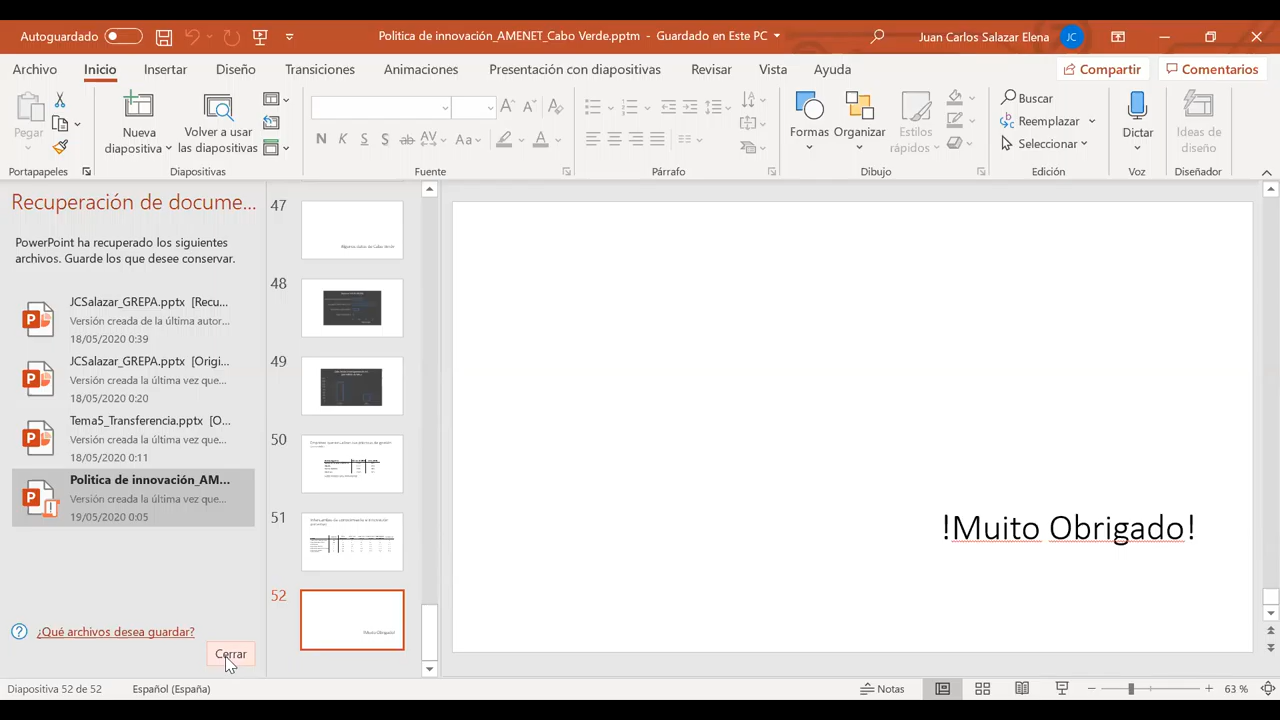 Autoguardado
Politica de innovación_AMENET_Cabo Verde.pptm - Guardado en Este PC
Juan Carlos Salazar Elena
JC
Archivo
Inicio
Insertar
Diseño
Transiciones
Animaciones
Presentación con diapositivas
Revisar
Vista
Ayuda
Compartir
Comentarios
Pegar
Nueva
diapositiva
Volver a usar
las diapositivas
N K S S ab AV Aa A
Formas
Organizar
Estilos
rápidos
Buscar
Reemplazar
Seleccionar
Dictar
Ideas de
diseño
Portapapeles
Diapositivas
Fuente
Párrafo
Dibujo
Edición
Voz
Diseñador
Recuperación de docume...
PowerPoint ha recuperado los siguientes
archivos. Guarde los que desee conservar.
JCSalazar_GREPA.pptx [Recu...
Versión creada de la última autor...
18/05/2020 0:39
JCSalazar_GREPA.pptx [Origi...
Versión creada la última vez que...
18/05/2020 0:20
Tema5_Transferencia.pptx [O...
Versión creada la última vez que...
18/05/2020 0:11
Politica de innovación_AM...
Versión creada la última vez que...
19/05/2020 0:05
¿Qué archivos desea guardar?
Cerrar
47
48
49
50
51
52
!Muito Obrigado!
!Muito Obrigado!
Diapositiva 52 de 52
Español (España)
Notas
63 %